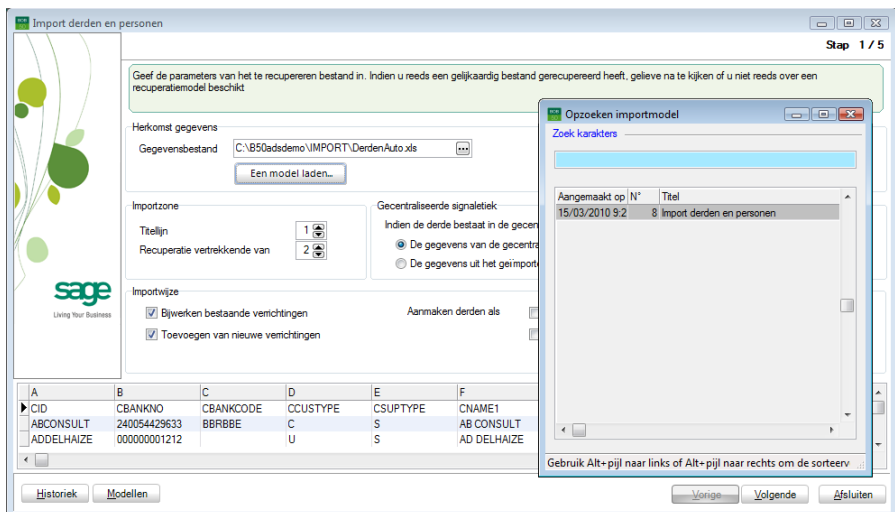 Import derden en personen
Stap 1 / 5
Geef de parameters van het te recupereren bestand in. Indien u reeds een gelijkaardig bestand gerecupereerd heeft, gelieve na te kijken of u niet reeds over een
recuperatiemodel beschikt
Herkomst gegevens
Gegevensbestand C:\B50adsdemo\IMPORT\DerdenAuto.xls ...
Een model laden...
Importzone
Titellijn 1
Recuperatie vertrekkende van 2
Gecentraliseerde signaletiek
Indien de derde bestaat in de gecen
De gegevens van de gecentra
De gegevens uit het geïmporte
Importwijze
Bijwerken bestaande verrichtingen
Toevoegen van nieuwe verrichtingen
Aanmaken derden als
sage
Living Your Business
A B C D E F
CID CBANKNO CBANKCODE CCUSTYPE CSUPTYPE CNAME1
ABCONSULT 240054429633 BBRBBE C S AB CONSULT
ADDELHAIZE 000000001212 U S AD DELHAIZE
Historiek Modellen Vorige Volgende Afsluiten
Opzoeken importmodel
Zoek karakters
Aangemaakt op N° Titel
15/03/2010 9:2 8 Import derden en personen
Gebruik Alt+pijl naar links of Alt+pijl naar rechts om de sorteerv